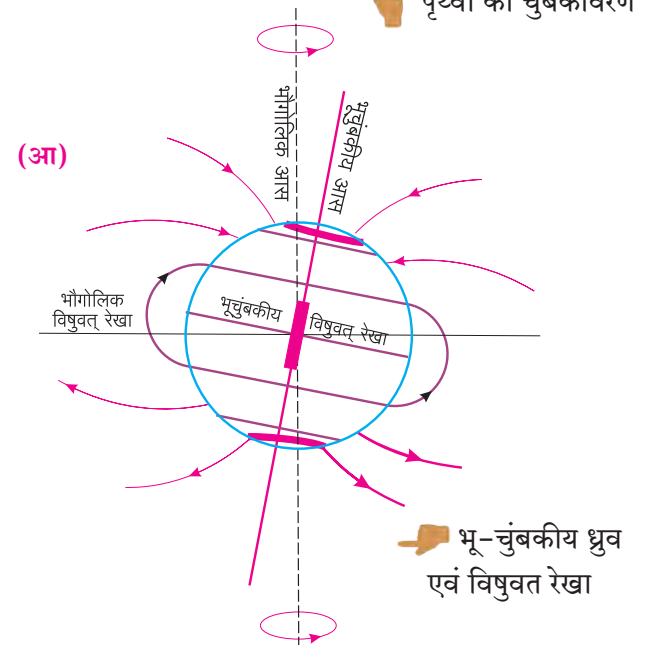 पृथ्वी का चुंबकावरण
(आ)
भौगोलिक आस
भूचुंबकीय आस
भौगोलिक
विषुवत् रेखा
भूचुंबकीय विषुवत् रेखा
भू-चुंबकीय ध्रुव
एवं विषुवत रेखा